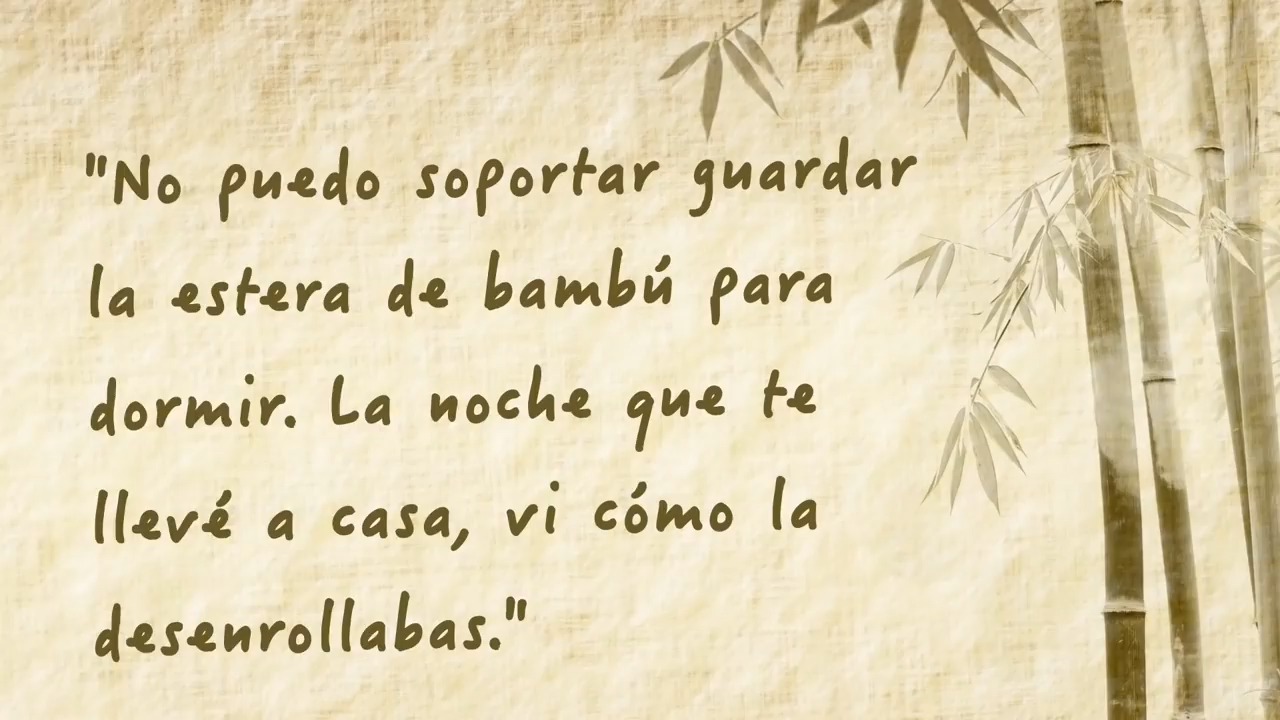 "No puedo soportar guardar
la estera de bambú para
dormir. La noche que te
llevé a casa, vi cómo la
desenrollabas."